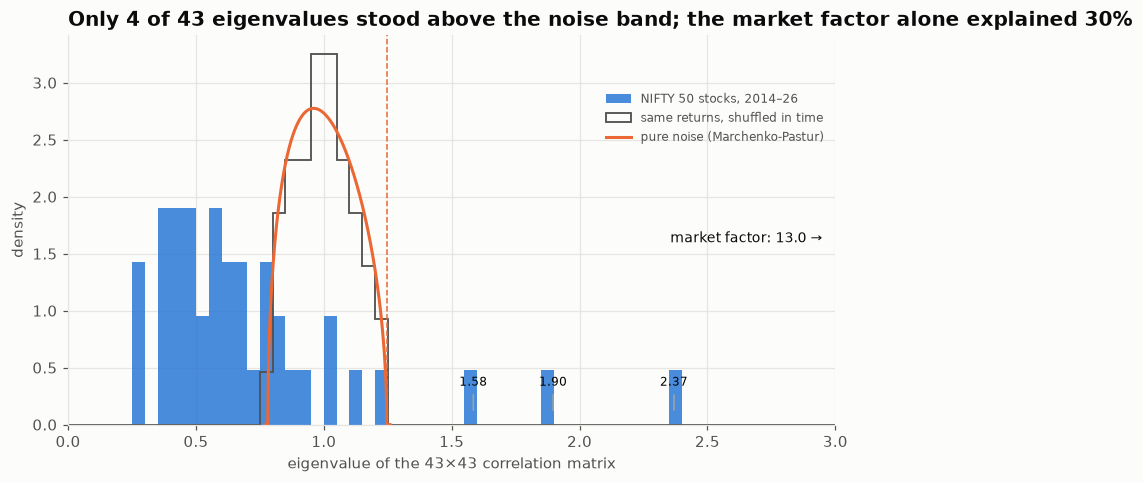 Only 4 of 43 eigenvalues stood above the noise band; the market factor alone explained 30%
density
3.0
2.5
2.0
1.5
1.0
0.5
0.0
NIFTY 50 stocks, 2014–26
same returns, shuffled in time
pure noise (Marchenko-Pastur)
market factor: 13.0 →
1.58
1.90
2.37
0.0
0.5
1.0
1.5
2.0
2.5
3.0
eigenvalue of the 43×43 correlation matrix